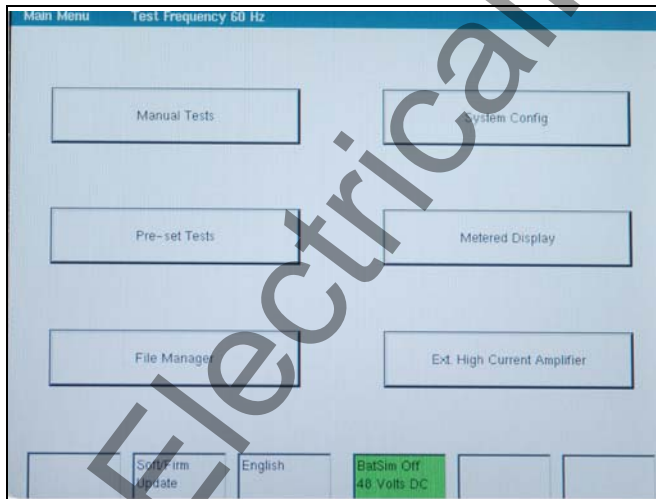 Main Menu Test Frequency 60 Hz
Manual Tests
System Config
Pre-set Tests
Metered Display
File Manager
Ext. High Current Amplifier
Soft/Firm
Update
English
BatSim Off
48 Volts DC
Electrical